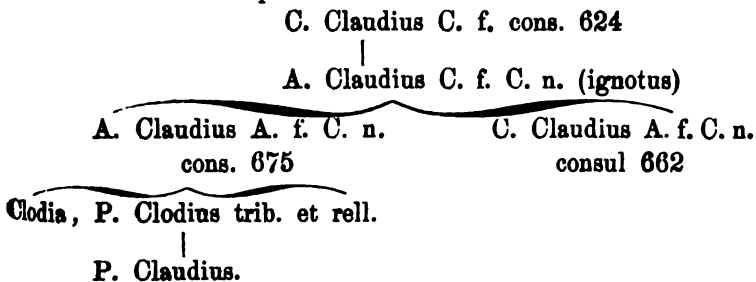 C. Claudius C. f. cons. 624
A. Claudius C. f. C. n. (ignotus)
A. Claudius A. f. C. n. C. Claudius A. f. C. n.
cons. 675 consul 662
Clodia, P. Clodius trib. et rell.
P. Claudius.